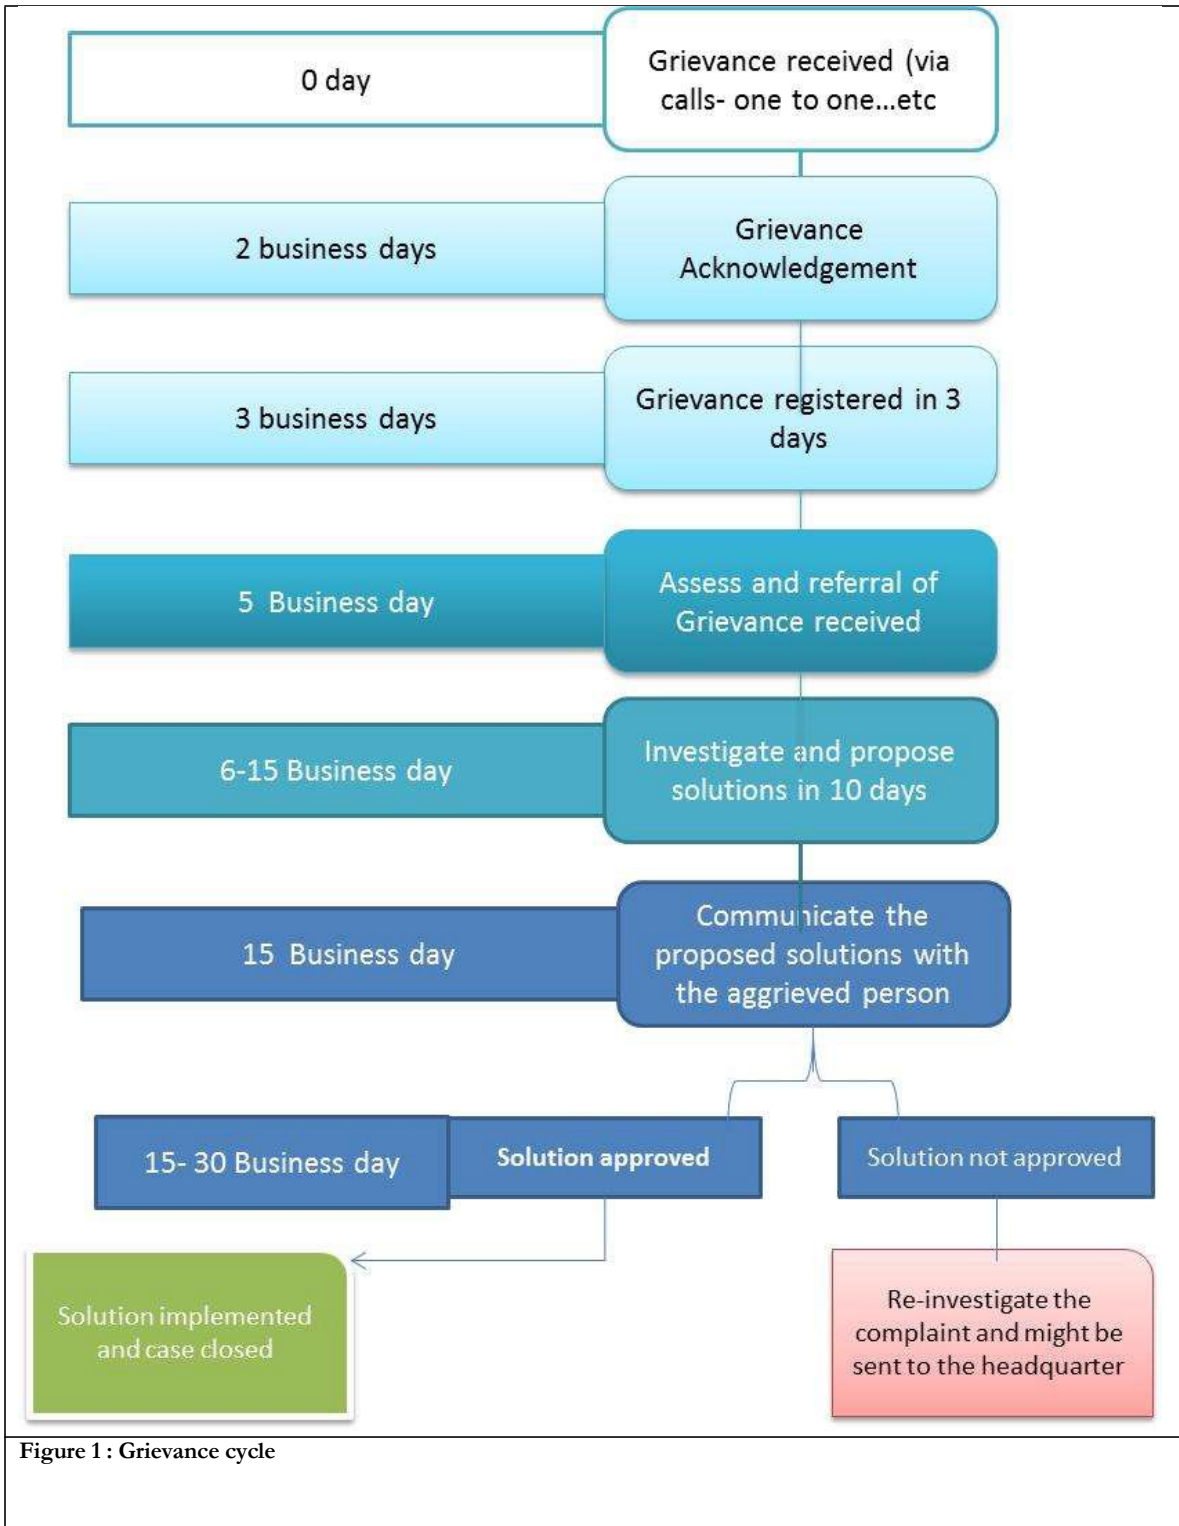 0 day
Grievance received (via
calls- one to one...etc
2 business days
Grievance
Acknowledgement
3 business days
Grievance registered in 3
days
5 Business day
Assess and referral of
Grievance received
6-15 Business day
Investigate and propose
solutions in 10 days
15 Business day
Communicate the
proposed solutions with
the aggrieved person
15- 30 Business day
Solution approved
Solution not approved
Solution implemented
and case closed
Re-investigate the
complaint and might be
sent to the headquarter
Figure 1 : Grievance cycle